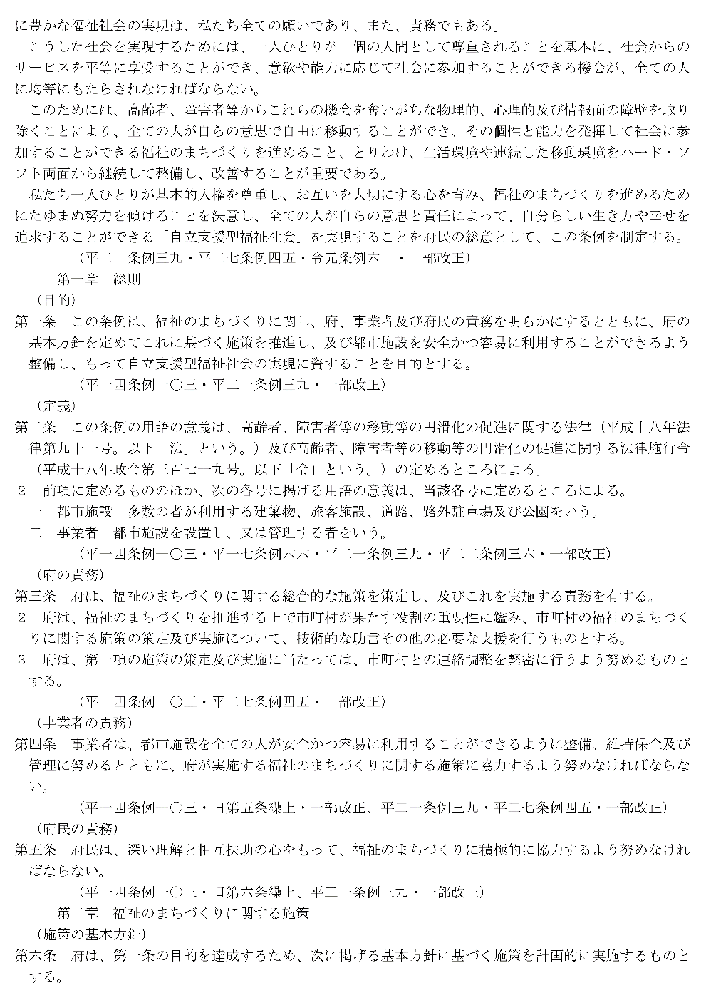 に豊かな福祉社会の実現は、私たち全ての願いであり、また、責務でもある。
こうした社会を実現するためには、一人ひとりが一個の人間として尊重されることを基本に、社会からの
サービスを平等に享受することができ、意欲や能力に応じて社会に参加することができる機会が、全ての人
に均等にもたらされなければならない。
このためには、高齢者、障害者等からこれらの機会を奪いがちな物理的、心理的及び情報面の障壁を取り
除くことにより、全ての人が自らの意思で自由に移動することができ、その個性と能力を発揮して社会に参
加することができる福祉のまちづくりを進めること、とりわけ、生活環境や連続した移動環境をハード・ソ
フト両面から継続して整備し、改善することが重要である。
私たち一人ひとりが基本的人権を尊重し、お互いを大切にする心を育み、福祉のまちづくりを進めるため
にたゆまぬ努力を傾けることを決意し、全ての人が自らの意思と責任によって、自分らしい生き方や幸せを
追求することができる「自立支援型福祉社会」を実現することを府民の総意として、この条例を制定する。
（平二一条例三九・平二七条例四五・令元条例六一・一部改正）
第一章　総則
（目的）
第一条　この条例は、福祉のまちづくりに関し、府、事業者及び府民の責務を明らかにするとともに、府の
基本方針を定めてこれに基づく施策を推進し、及び都市施設を安全かつ容易に利用することができるよう
整備し、もって自立支援型福祉社会の実現に資することを目的とする。
（平一四条例一〇三・平二一条例三九・一部改正）
（定義）
第二条　この条例の用語の意義は、高齢者、障害者等の移動等の円滑化の促進に関する法律（平成十八年法
律第九十一号。以下「法」という。）及び高齢者、障害者等の移動等の円滑化の促進に関する法律施行令
（平成十八年政令第三百七十九号。以下「令」という。）の定めるところによる。
２　前項に定めるもののほか、次の各号に掲げる用語の意義は、当該各号に定めるところによる。
一　都市施設　多数の者が利用する建築物、旅客施設、道路、路外駐車場及び公園をいう。
二　事業者　都市施設を設置し、又は管理する者をいう。
（平一四条例一〇三・平一七条例六六・平二一条例三九・平二二条例三六・一部改正）
（府の責務）
第三条　府は、福祉のまちづくりに関する総合的な施策を策定し、及びこれを実施する責務を有する。
２　府は、福祉のまちづくりを推進する上で市町村が果たす役割の重要性に鑑み、市町村の福祉のまちづく
りに関する施策の策定及び実施について、技術的な助言その他の必要な支援を行うものとする。
３　府は、第一項の施策の策定及び実施に当たっては、市町村との連絡調整を緊密に行うよう努めるものと
する。
（平一四条例一〇三・平二七条例四五・一部改正）
（事業者の責務）
第四条　事業者は、都市施設を全ての人が安全かつ容易に利用することができるように整備、維持保全及び
管理に努めるとともに、府が実施する福祉のまちづくりに関する施策に協力するよう努めなければならな
い。
（平一四条例一〇三・旧第五条繰上・一部改正、平二一条例三九・平二七条例四五・一部改正）
（府民の責務）
第五条　府民は、深い理解と相互扶助の心をもって、福祉のまちづくりに積極的に協力するよう努めなけれ
ばならない。
（平一四条例一〇三・旧第六条繰上、平二一条例三九・一部改正）
第二章　福祉のまちづくりに関する施策
（施策の基本方針）
第六条　府は、第一条の目的を達成するため、次に掲げる基本方針に基づく施策を計画的に実施するものと
する。